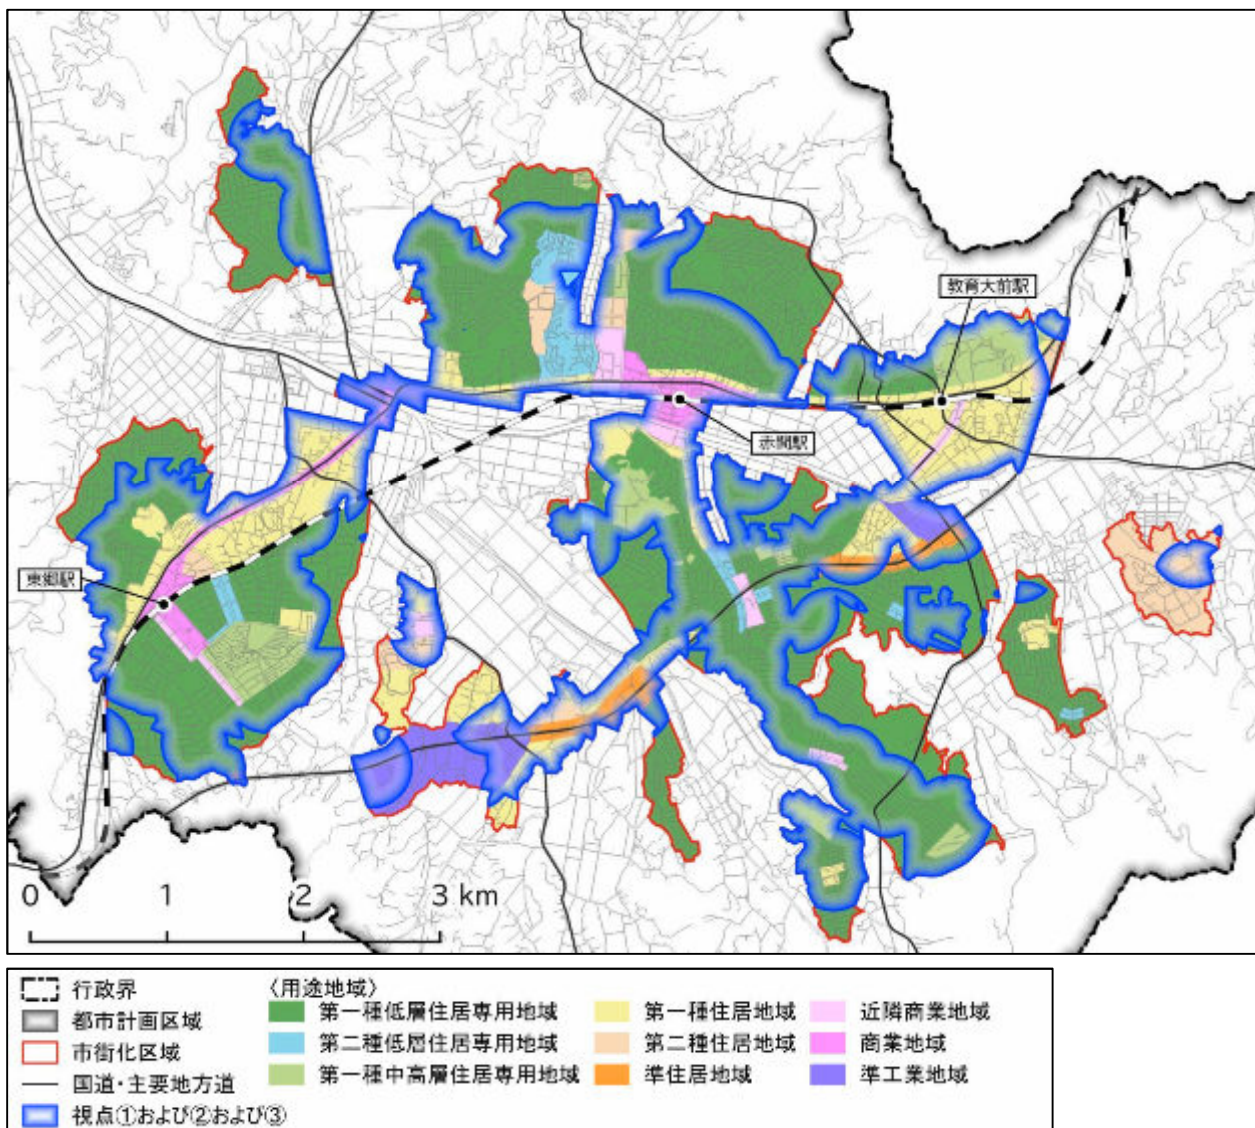 教育大前駅
赤間駅
東郷駅
0 1 2 3 km
行政界
都市計画区域
市街化区域
国道・主要地方道
視点①および②および③
〈用途地域〉
第一種低層住居専用地域
第二種低層住居専用地域
第一種中高層住居専用地域
第一種住居地域
第二種住居地域
準住居地域
近隣商業地域
商業地域
準工業地域